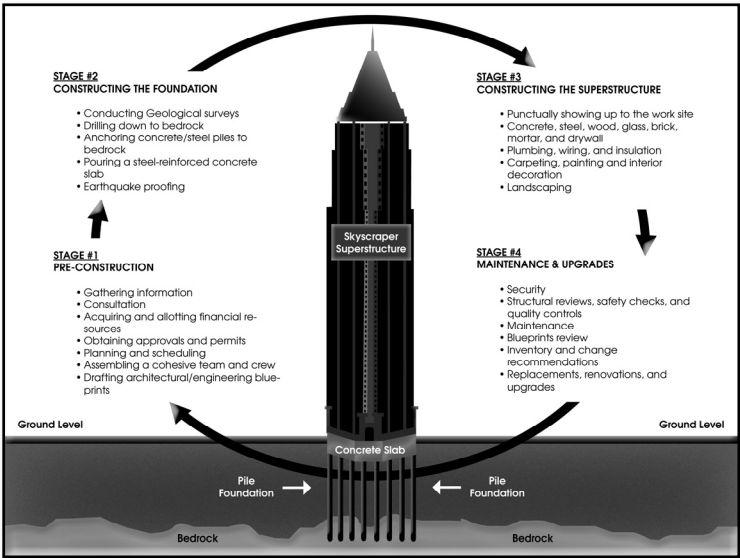 STAGE #2
CONSTRUCTING THE FOUNDATION
• Conducting Geological surveys
• Drilling down to bedrock
• Anchoring concrete/steel piles to
bedrock
• Pouring a steel-reinforced concrete
slab
• Earthquake proofing
STAGE #3
CONSTRUCTING THE SUPERSTRUCTURE
• Punctually showing up to the work site
• Concrete, steel, wood, glass, brick,
mortar, and drywall
• Plumbing, wiring, and insulation
• Carpeting, painting and interior
decoration
• Landscaping
Skyscraper
Superstructure
STAGE #1
PRE-CONSTRUCTION
• Gathering information
• Consultation
• Acquiring and allotting financial re-
sources
• Obtaining approvals and permits
• Planning and scheduling
• Assembling a cohesive team and crew
• Drafting architectural/engineering blue-
prints
STAGE #4
MAINTENANCE & UPGRADES
• Security
• Structural reviews, safety checks, and
quality controls
• Maintenance
• Blueprints review
• Inventory and change
recommendations
• Replacements, renovations, and
upgrades
Ground Level
Ground Level
Concrete Slab
Pile
Foundation
Pile
Foundation
Bedrock
Bedrock